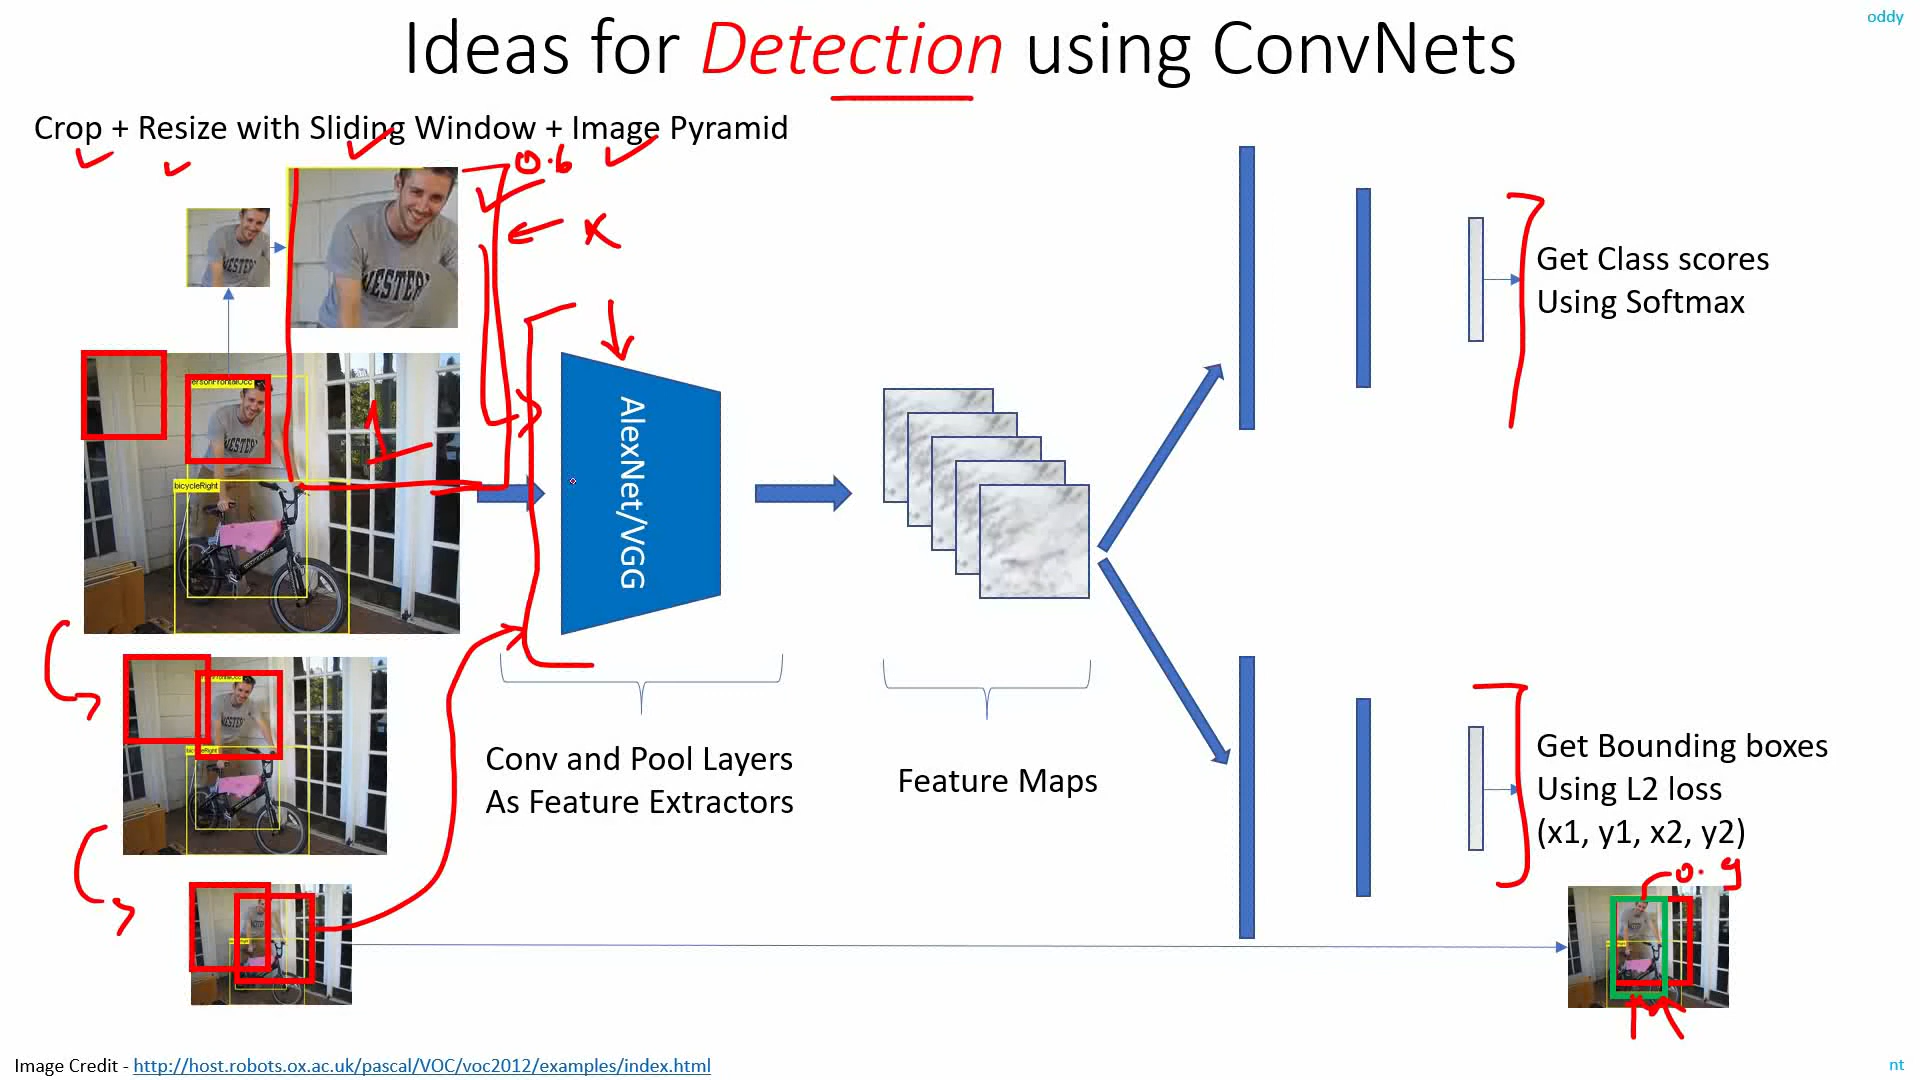 oddy
Ideas for Detection using ConvNets
Crop + Resize with Sliding Window + Image Pyramid
0.6
x
WESTER
1
bicycleRight
AlexNet/VGG
Get Class scores
Using Softmax
Conv and Pool Layers
As Feature Extractors
Feature Maps
Get Bounding boxes
Using L2 loss
(x1, y1, x2, y2)
0.9
Image Credit - http://host.robots.ox.ac.uk/pascal/VOC/voc2012/examples/index.html
nt